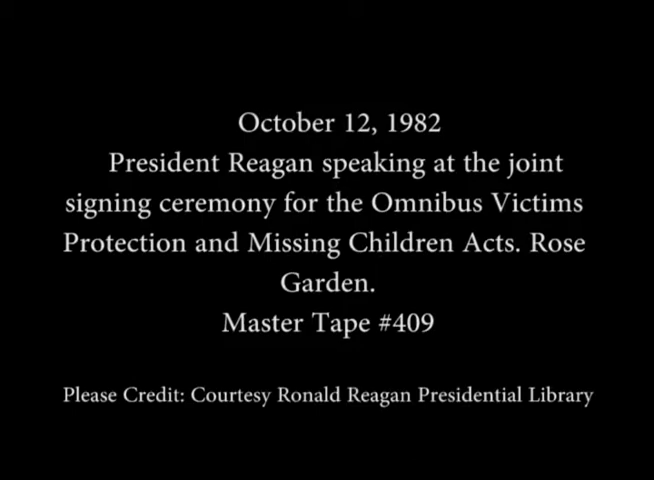 October 12, 1982
President Reagan speaking at the joint
signing ceremony for the Omnibus Victims
Protection and Missing Children Acts. Rose
Garden.
Master Tape #409
Please Credit: Courtesy Ronald Reagan Presidential Library